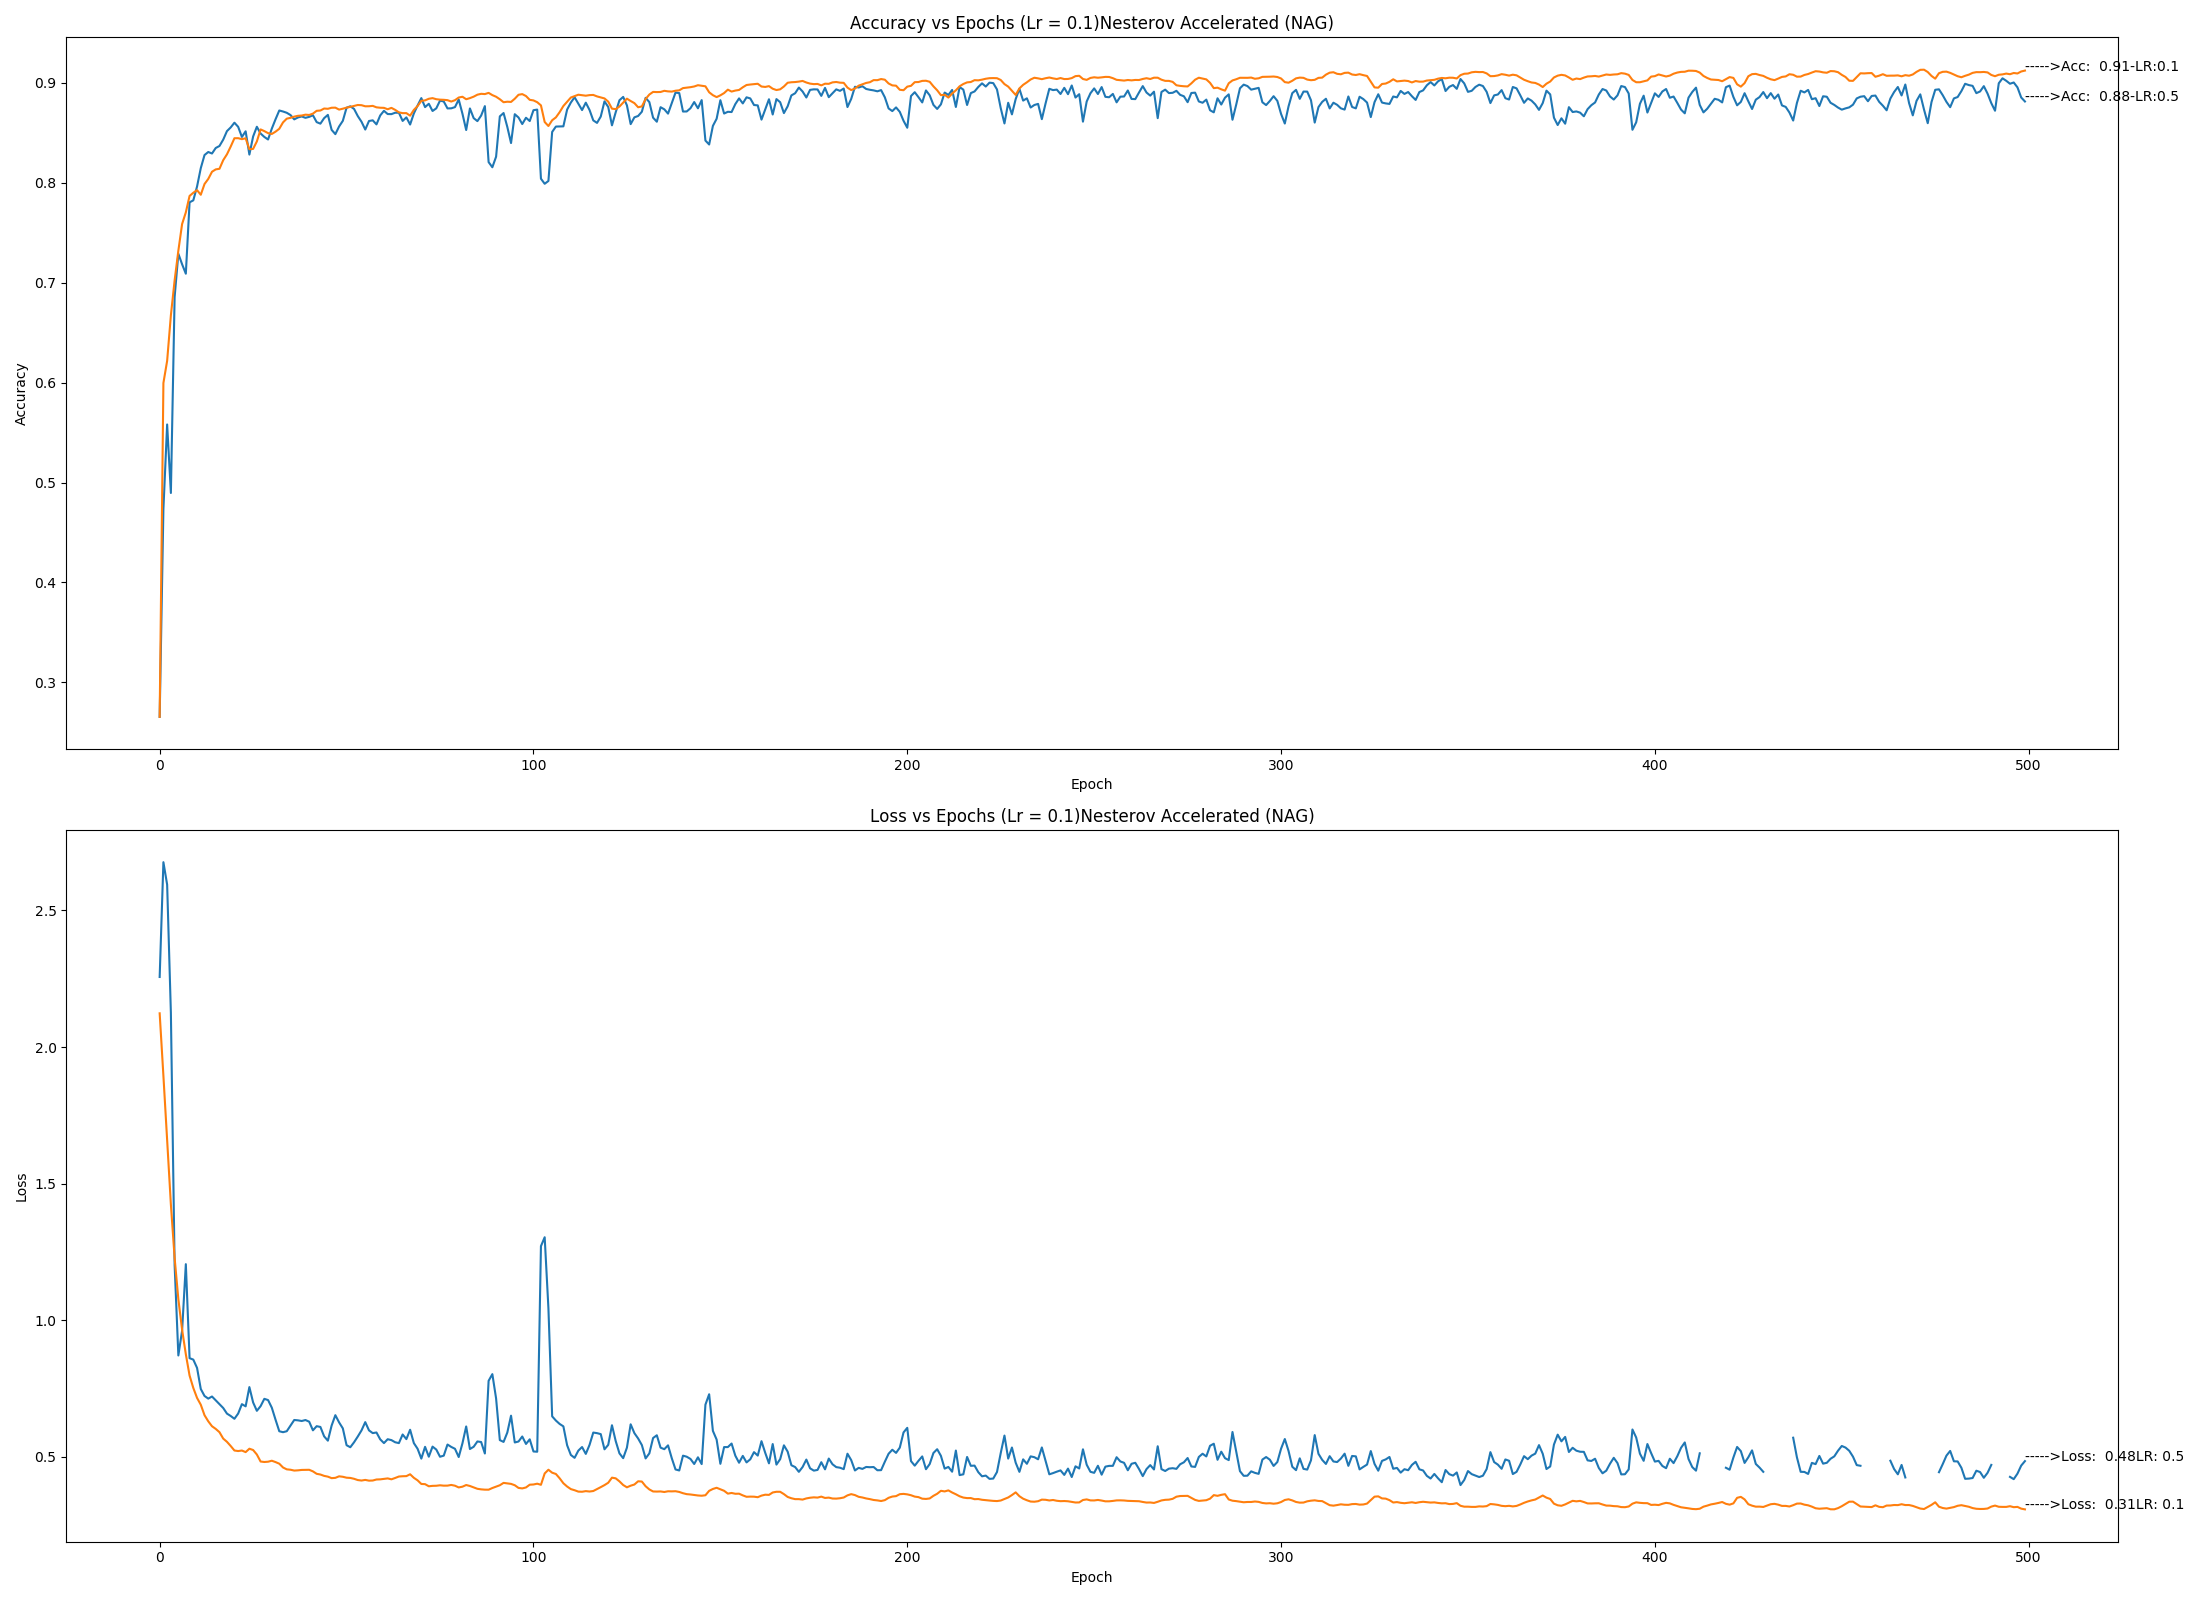 Accuracy vs Epochs (Lr = 0.1)Nesterov Accelerated (NAG)
Accuracy
0.9
0.8
0.7
0.6
0.5
0.4
0.3
----->Acc:  0.91-LR:0.1
----->Acc:  0.88-LR:0.5
0 100 200 300 400 500
Epoch
Loss vs Epochs (Lr = 0.1)Nesterov Accelerated (NAG)
Loss
2.5
2.0
1.5
1.0
0.5
----->Loss:  0.48LR: 0.5
----->Loss:  0.31LR: 0.1
0 100 200 300 400 500
Epoch